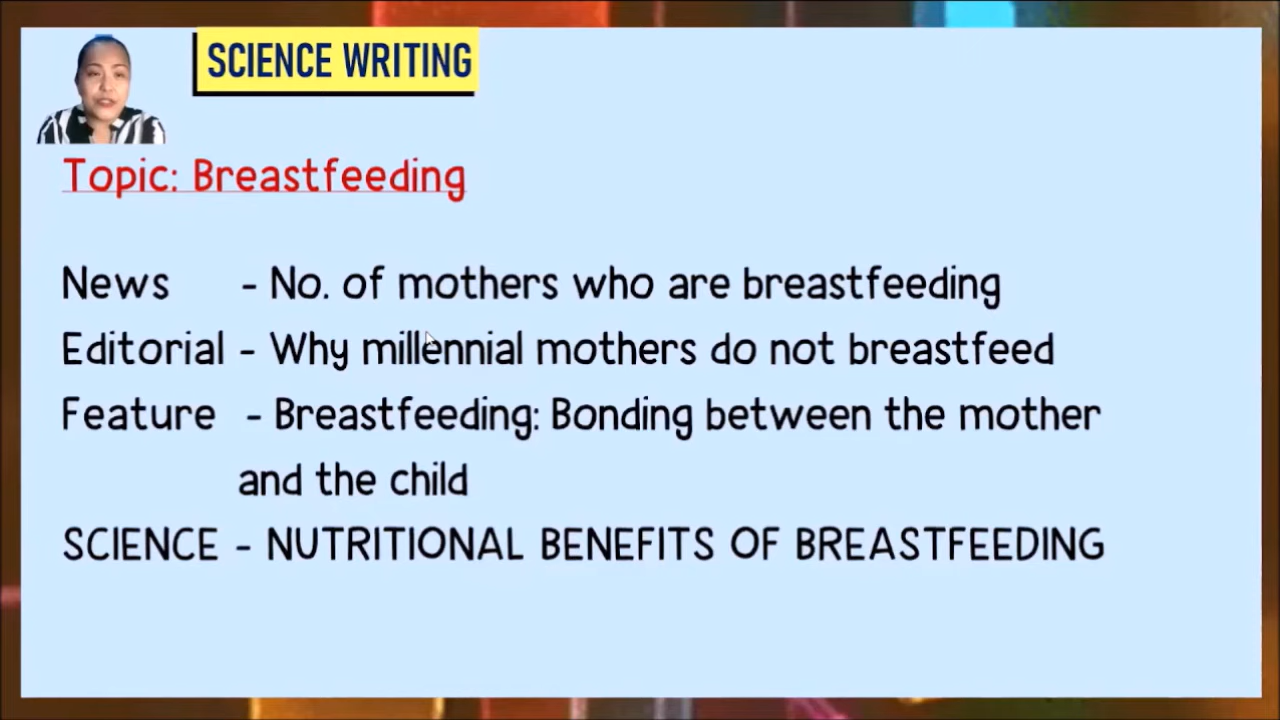 SCIENCE WRITING
Topic: Breastfeeding
News - No. of mothers who are breastfeeding
Editorial - Why millennial mothers do not breastfeed
Feature - Breastfeeding: Bonding between the mother
and the child
SCIENCE - NUTRITIONAL BENEFITS OF BREASTFEEDING